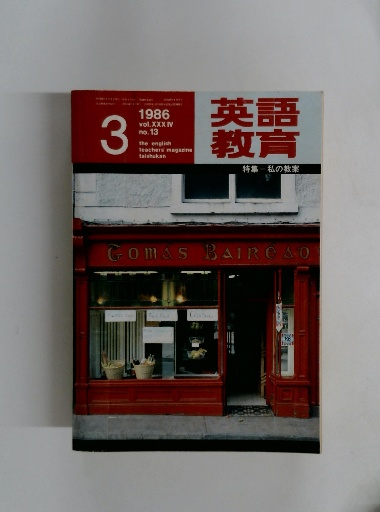 3
1986
vol.XXXIV
no.13
the english
teachers' magazine
taishukan
英語
教育
特集－私の教案
TOMAS BAIRÉAD